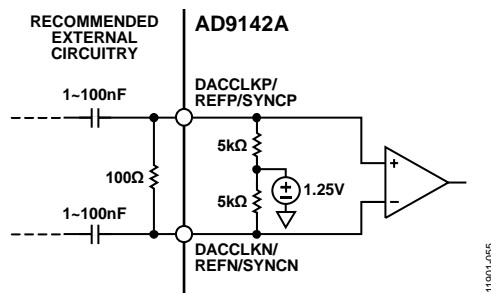 RECOMMENDED
EXTERNAL
CIRCUITRY
AD9142A
1~100nF
DACCLKP/
REFP/SYNCP
5kΩ
100Ω
+
−
1.25V
5kΩ
+
−
1~100nF
DACCLKN/
REFN/SYNCN
11901-055